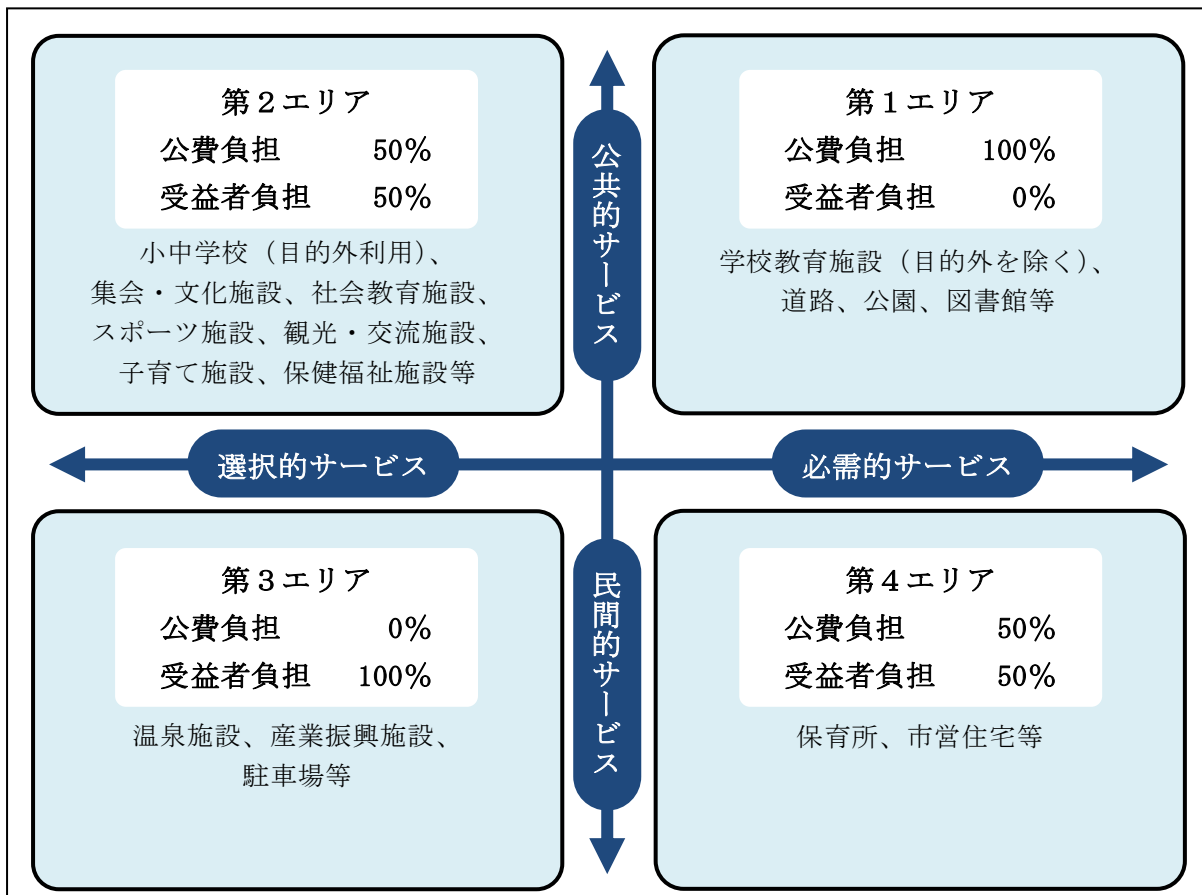 第２エリア
公費負担 50％
受益者負担 50％
小中学校（目的外利用）、
集会・文化施設、社会教育施設、
スポーツ施設、観光・交流施設、
子育て施設、保健福祉施設等
公共的サービス
第１エリア
公費負担 100％
受益者負担 0％
学校教育施設（目的外を除く）、
道路、公園、図書館等
選択的サービス
必需的サービス
第３エリア
公費負担 0％
受益者負担 100％
温泉施設、産業振興施設、
駐車場等
民間的サービス
第４エリア
公費負担 50％
受益者負担 50％
保育所、市営住宅等